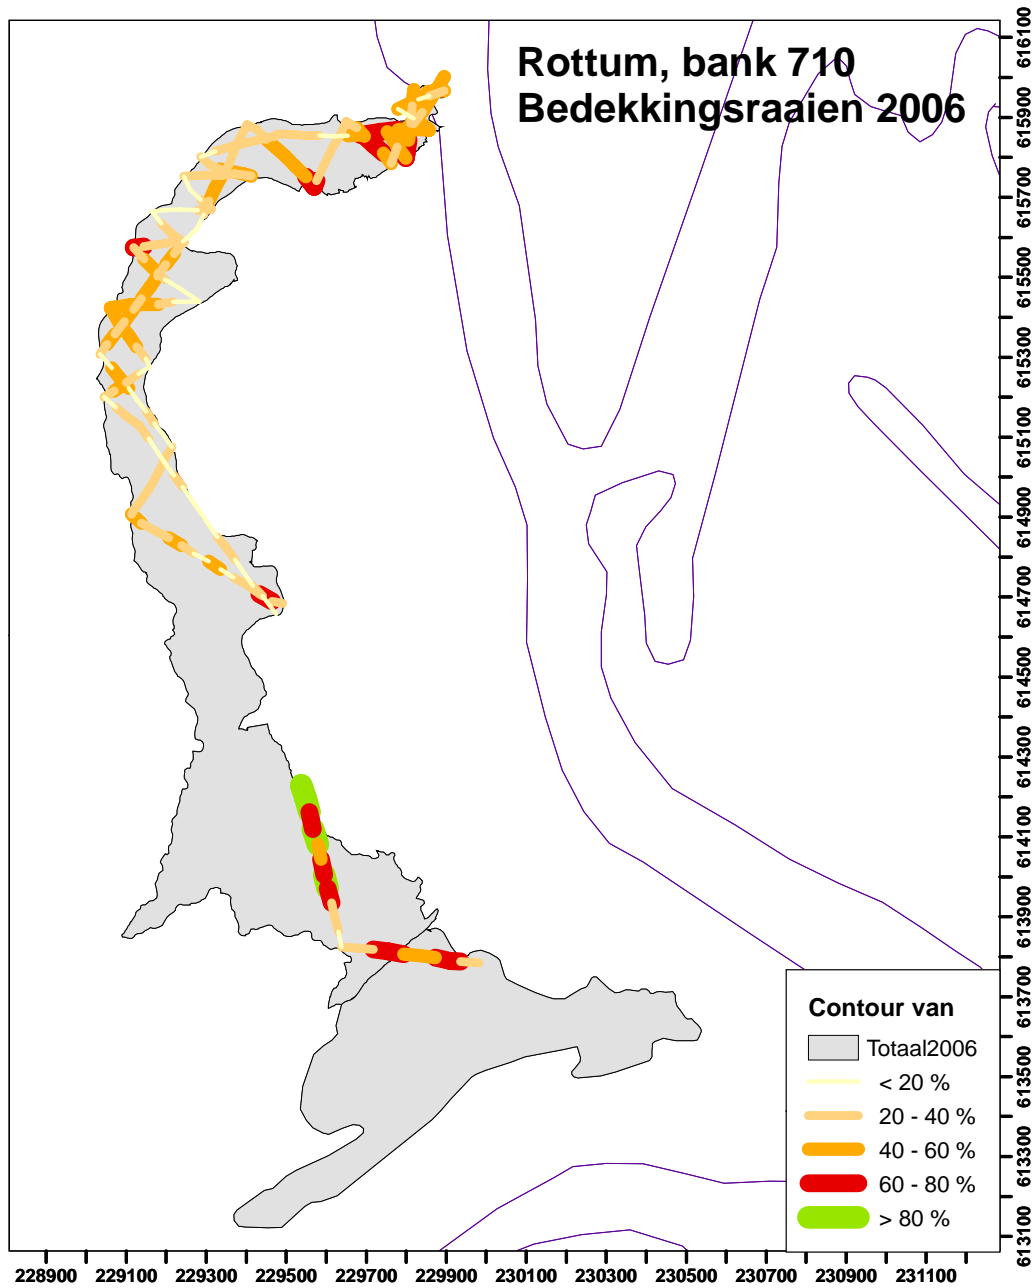 Rottum, bank 710
Bedekkingsraaien 2006
616100
615900
615700
615500
615300
615100
614900
614700
614500
614300
614100
613900
613700
613500
613300
613100
Contour van
Totaal2006
< 20 %
20 - 40 %
40 - 60 %
60 - 80 %
> 80 %
228900 229100 229300 229500 229700 229900 230100 230300 230500 230700 230900 231100